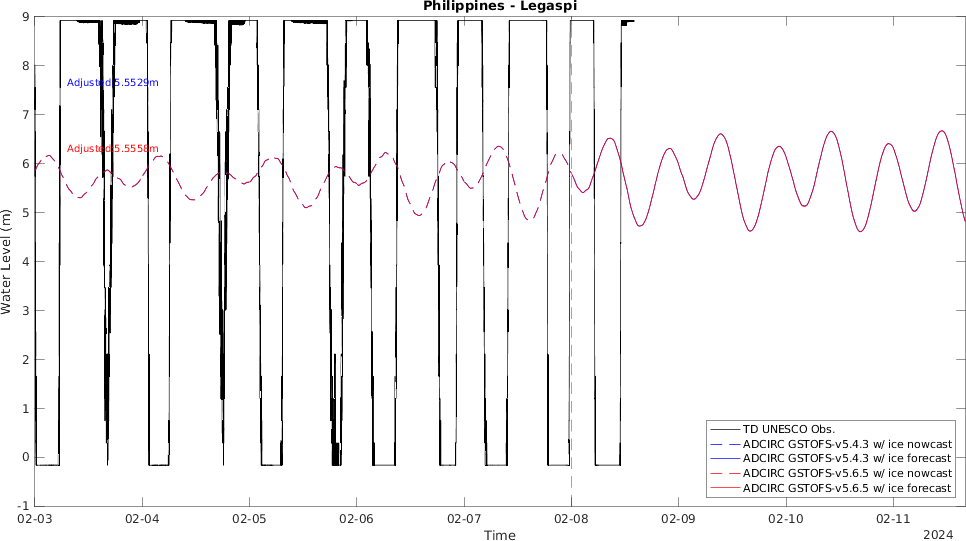 Philippines - Legaspi
9
8
7
6
5
4
3
2
1
0
-1
Water Level (m)
Adjusted 5.5529m
Adjusted 5.5558m
TD UNESCO Obs.
ADCIRC GSTOFS-v5.4.3 w/ ice nowcast
ADCIRC GSTOFS-v5.4.3 w/ ice forecast
ADCIRC GSTOFS-v5.6.5 w/ ice nowcast
ADCIRC GSTOFS-v5.6.5 w/ ice forecast
02-03 02-04 02-05 02-06 02-07 02-08 02-09 02-10 02-11
Time
2024